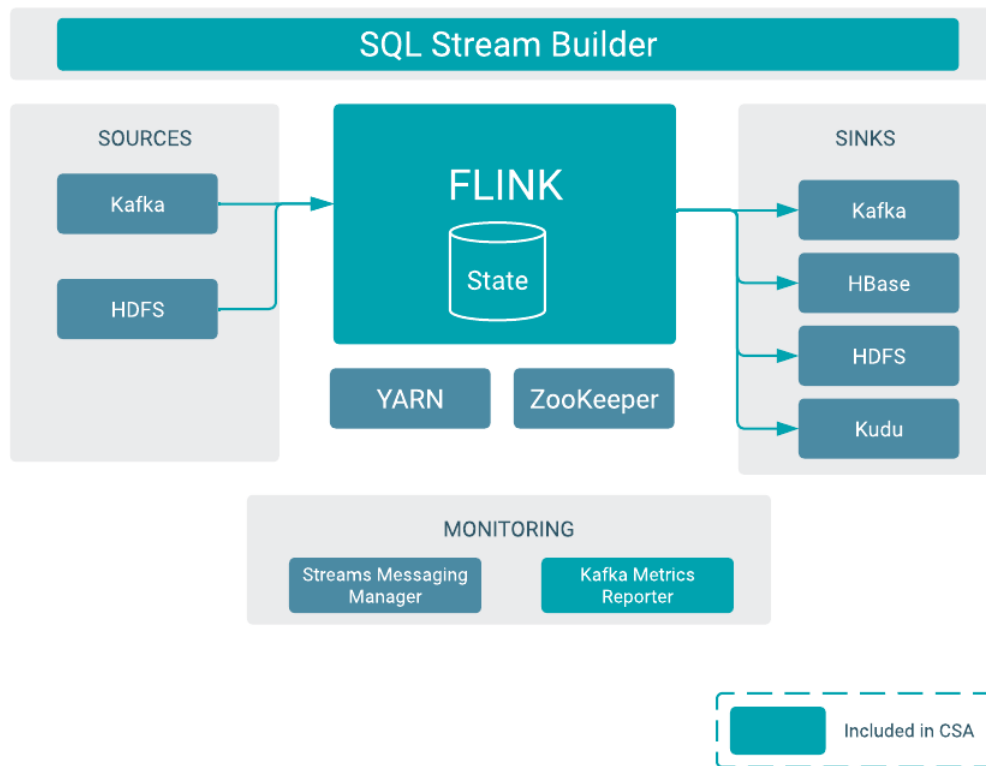 SQL Stream Builder
SOURCES
Kafka
HDFS
FLINK
State
YARN
ZooKeeper
SINKS
Kafka
HBase
HDFS
Kudu
MONITORING
Streams Messaging
Manager
Kafka Metrics
Reporter
Included in CSA